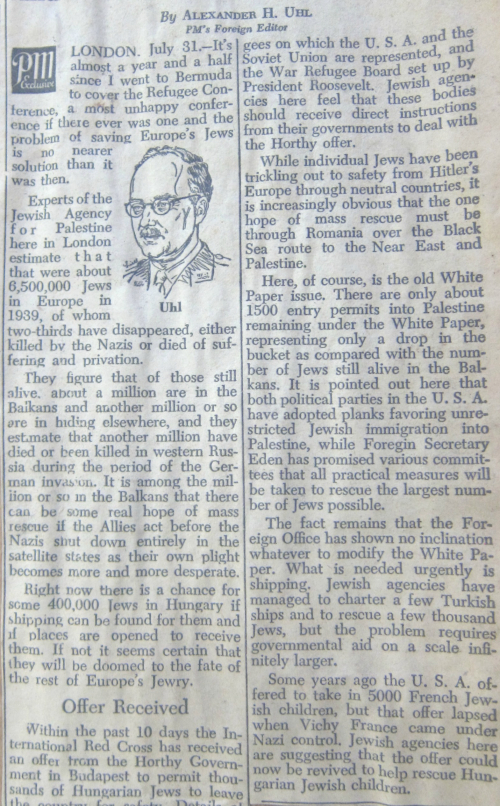 By ALEXANDER H. UHL
PM's Foreign Editor
PM
Exclusive
LONDON. July 31.—It's
almost a year and a half
since I went to Bermuda
to cover the Refugee Con-
ference, a most unhappy confer-
ence if there ever was one and the
problem of saving Europe's Jews
is no nearer
solution than it
was then.
Experts of the
Jewish Agency
for Palestine
here in London
estimate that
that were about
6,500,000 Jews
in Europe in
1939, of whom
two-thirds have disappeared, either
killed by the Nazis or died of suf-
fering and privation.
Uhl
They figure that of those still
alive. about a million are in the
Balkans and another million or so
are in hiding elsewhere, and they
estimate that another million have
died or been killed in western Rus-
sia during the period of the Ger-
man invasion. It is among the mil-
lion or so in the Balkans that there
can be some real hope of mass
rescue if the Allies act before the
Nazis shut down entirely in the
satellite states as their own plight
becomes more and more desperate.
Right now there is a chance for
some 400,000 Jews in Hungary if
shipping can be found for them and
if places are opened to receive
them. If not it seems certain that
they will be doomed to the fate of
the rest of Europe's Jewry.
Offer Received
Within the past 10 days the In-
ternational Red Cross has received
an offer from the Horthy Govern-
ment in Budapest to permit thou-
sands of Hungarian Jews to leave
the country for safety. Details of
gees on which the U. S. A. and the
Soviet Union are represented, and
the War Refugee Board set up by
President Roosevelt. Jewish agen-
cies here feel that these bodies
should receive direct instructions
from their governments to deal with
the Horthy offer.
While individual Jews have been
trickling out to safety from Hitler's
Europe through neutral countries, it
is increasingly obvious that the one
hope of mass rescue must be
through Romania over the Black
Sea route to the Near East and
Palestine.
Here, of course, is the old White
Paper issue. There are only about
1500 entry permits into Palestine
remaining under the White Paper,
representing only a drop in the
bucket as compared with the num-
ber of Jews still alive in the Bal-
kans. It is pointed out here that
both political parties in the U. S. A.
have adopted planks favoring unre-
stricted Jewish immigration into
Palestine, while Foregin Secretary
Eden has promised various commit-
tees that all practical measures will
be taken to rescue the largest num-
ber of Jews possible.
The fact remains that the For-
eign Office has shown no inclination
whatever to modify the White Pa-
per. What is needed urgently is
shipping. Jewish agencies have
managed to charter a few Turkish
ships and to rescue a few thousand
Jews, but the problem requires
governmental aid on a scale infi-
nitely larger.
Some years ago the U. S. A. of-
fered to take in 5000 French Jew-
ish children, but that offer lapsed
when Vichy France came under
Nazi control. Jewish agencies here
are suggesting that the offer could
now be revived to help rescue Hun-
garian Jewish children.